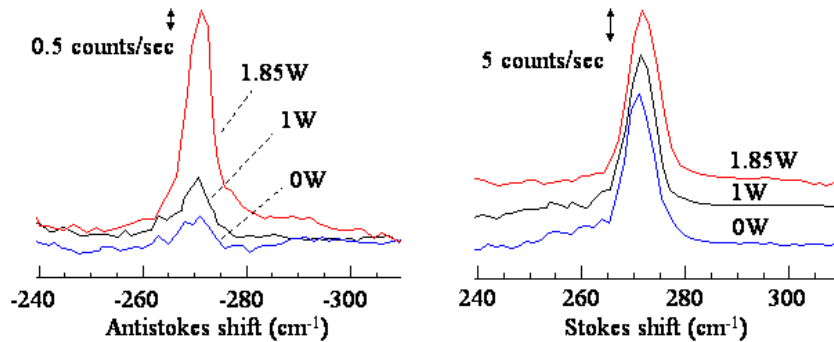 0.5 counts/sec
1.85W
1W
0W
-240 -260 -280 -300
Antistokes shift (cm-1)
5 counts/sec
1.85W
1W
0W
240 260 280 300
Stokes shift (cm-1)